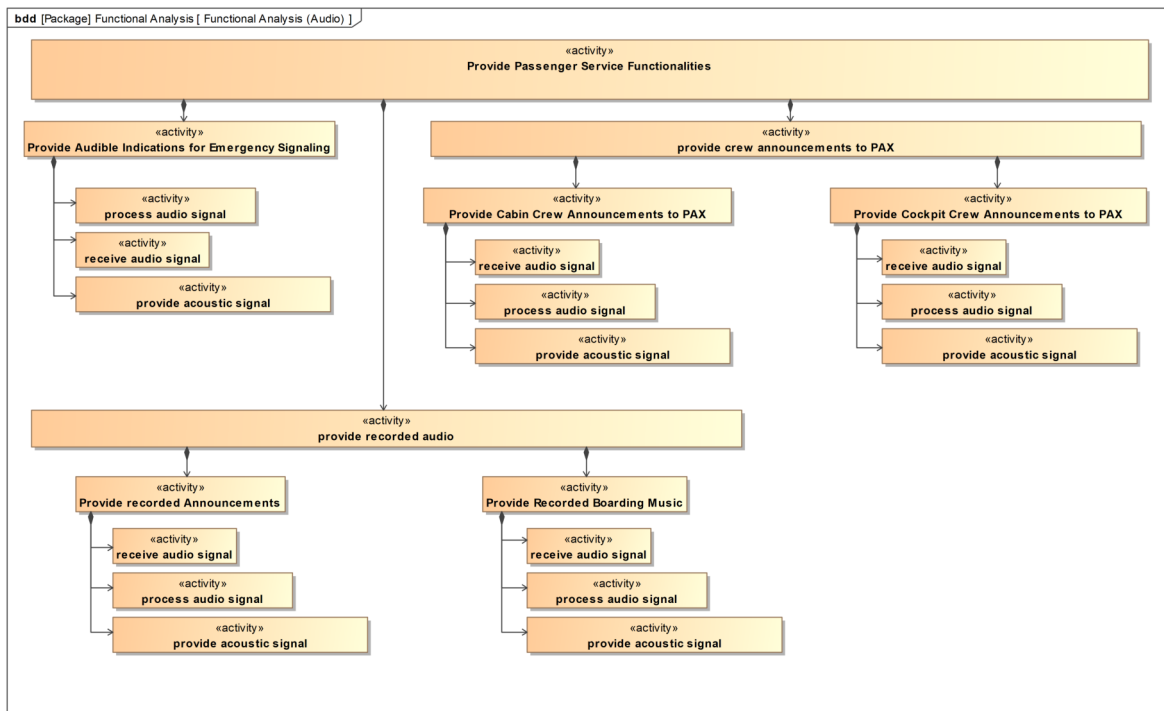 bdd [Package] Functional Analysis [ Functional Analysis (Audio) ]
«activity»
Provide Passenger Service Functionalities
«activity»
Provide Audible Indications for Emergency Signaling
«activity»
process audio signal
«activity»
receive audio signal
«activity»
provide acoustic signal
«activity»
provide crew announcements to PAX
«activity»
Provide Cabin Crew Announcements to PAX
«activity»
receive audio signal
«activity»
process audio signal
«activity»
provide acoustic signal
«activity»
Provide Cockpit Crew Announcements to PAX
«activity»
receive audio signal
«activity»
process audio signal
«activity»
provide acoustic signal
«activity»
provide recorded audio
«activity»
Provide recorded Announcements
«activity»
receive audio signal
«activity»
process audio signal
«activity»
provide acoustic signal
«activity»
Provide Recorded Boarding Music
«activity»
receive audio signal
«activity»
process audio signal
«activity»
provide acoustic signal